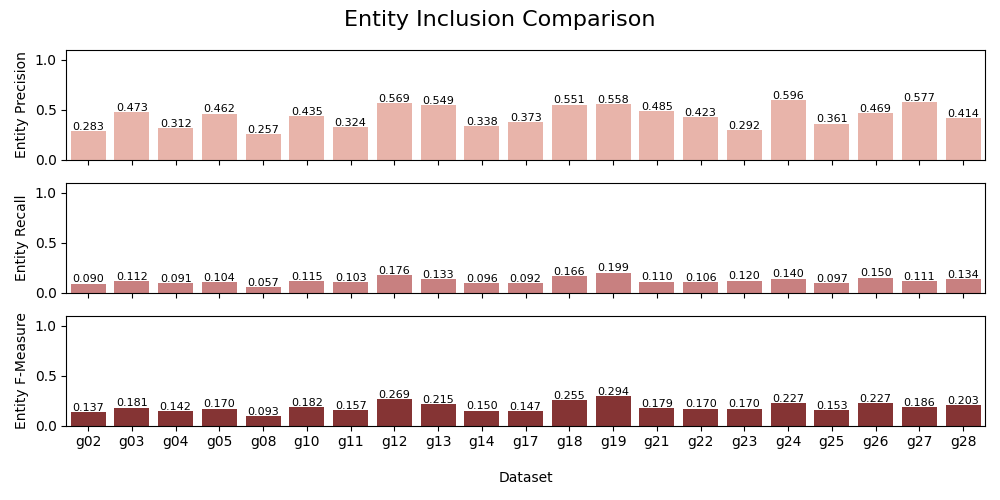 Entity Inclusion Comparison
Entity Precision
1.0
0.5
0.0
0.283 0.473 0.312 0.462 0.257 0.435 0.324 0.569 0.549 0.338 0.373 0.551 0.558 0.485 0.423 0.292 0.596 0.361 0.469 0.577 0.414
Entity Recall
1.0
0.5
0.0
0.090 0.112 0.091 0.104 0.057 0.115 0.103 0.176 0.133 0.096 0.092 0.166 0.199 0.110 0.106 0.120 0.140 0.097 0.150 0.111 0.134
Entity F-Measure
1.0
0.5
0.0
0.137 0.181 0.142 0.170 0.093 0.182 0.157 0.269 0.215 0.150 0.147 0.255 0.294 0.179 0.170 0.170 0.227 0.153 0.227 0.186 0.203
g02 g03 g04 g05 g08 g10 g11 g12 g13 g14 g17 g18 g19 g21 g22 g23 g24 g25 g26 g27 g28
Dataset